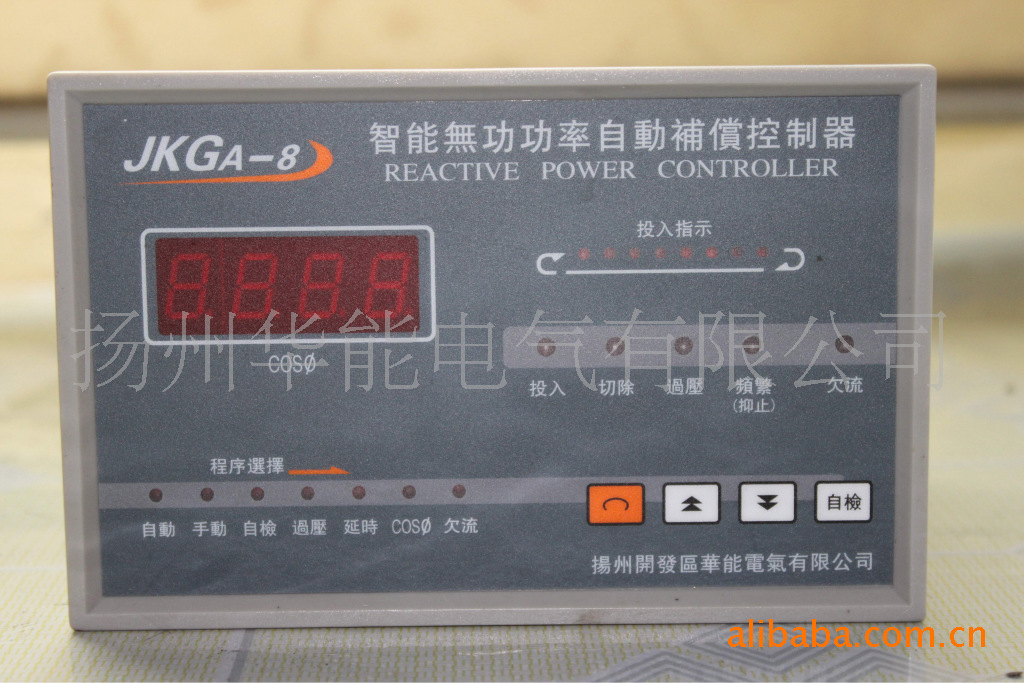 JKGA-8
智能無功功率自動補償控制器
REACTIVE POWER CONTROLLER
投入指示
COSØ
投入 切除 過壓 頻繁 欠流
(抑止)
扬州华能电气有限公司
程序選擇
自動 手動 自檢 過壓 延時 COSØ 欠流
自檢
揚州開發區華能電氣有限公司
alibaba.com.cn